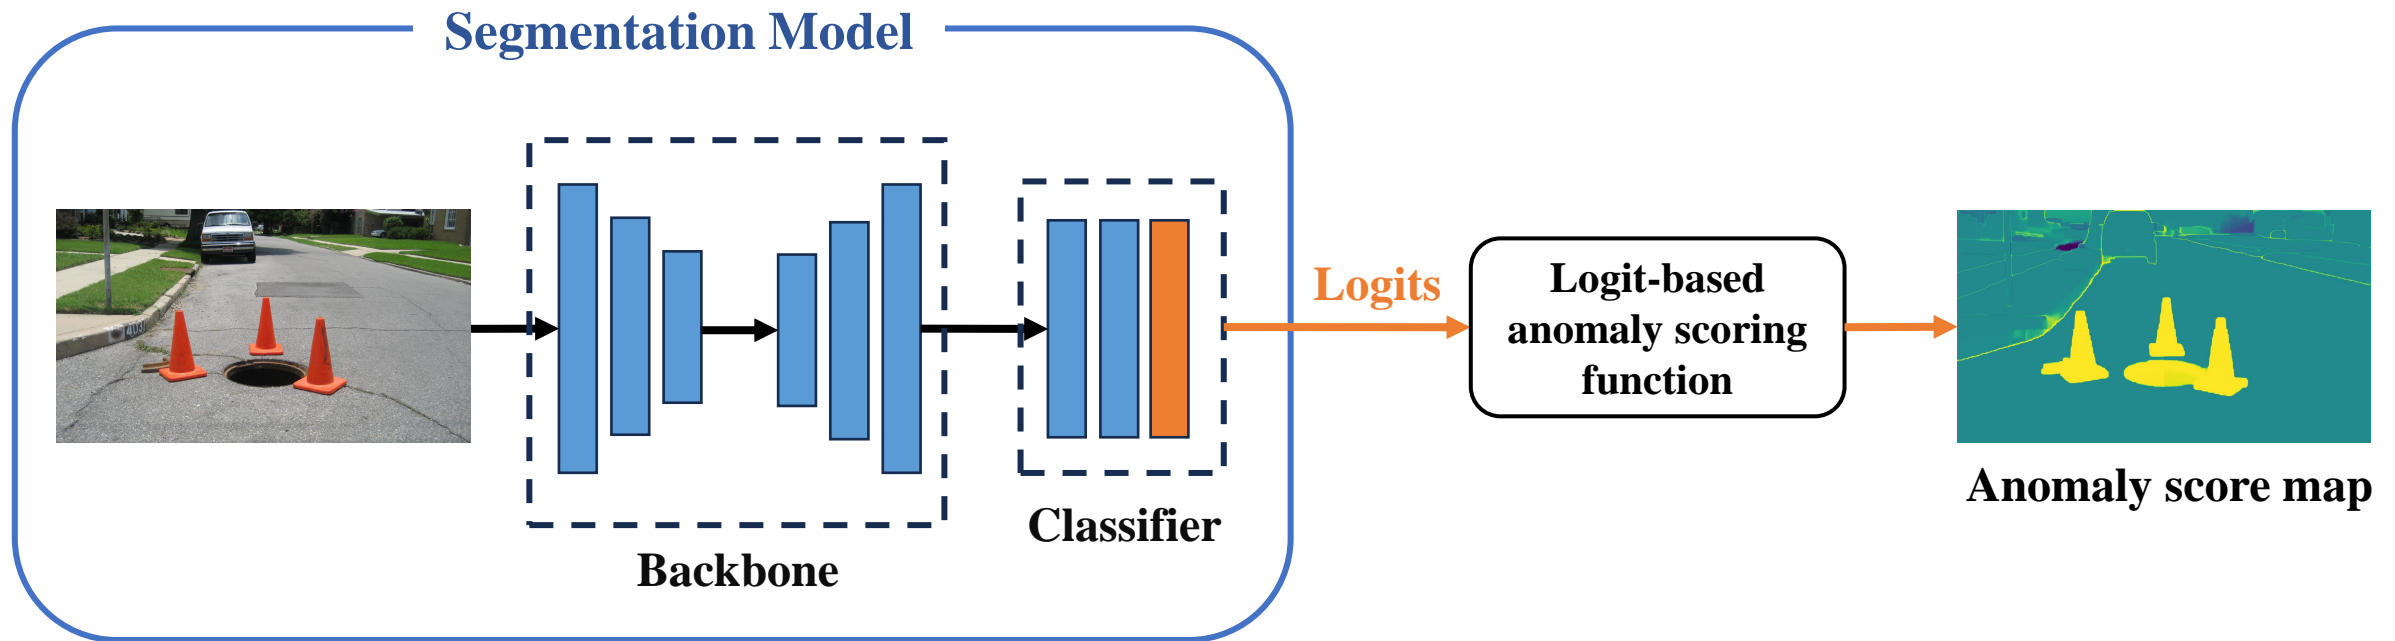 Segmentation Model
Backbone
Classifier
Logits
Logit-based
anomaly scoring
function
Anomaly score map